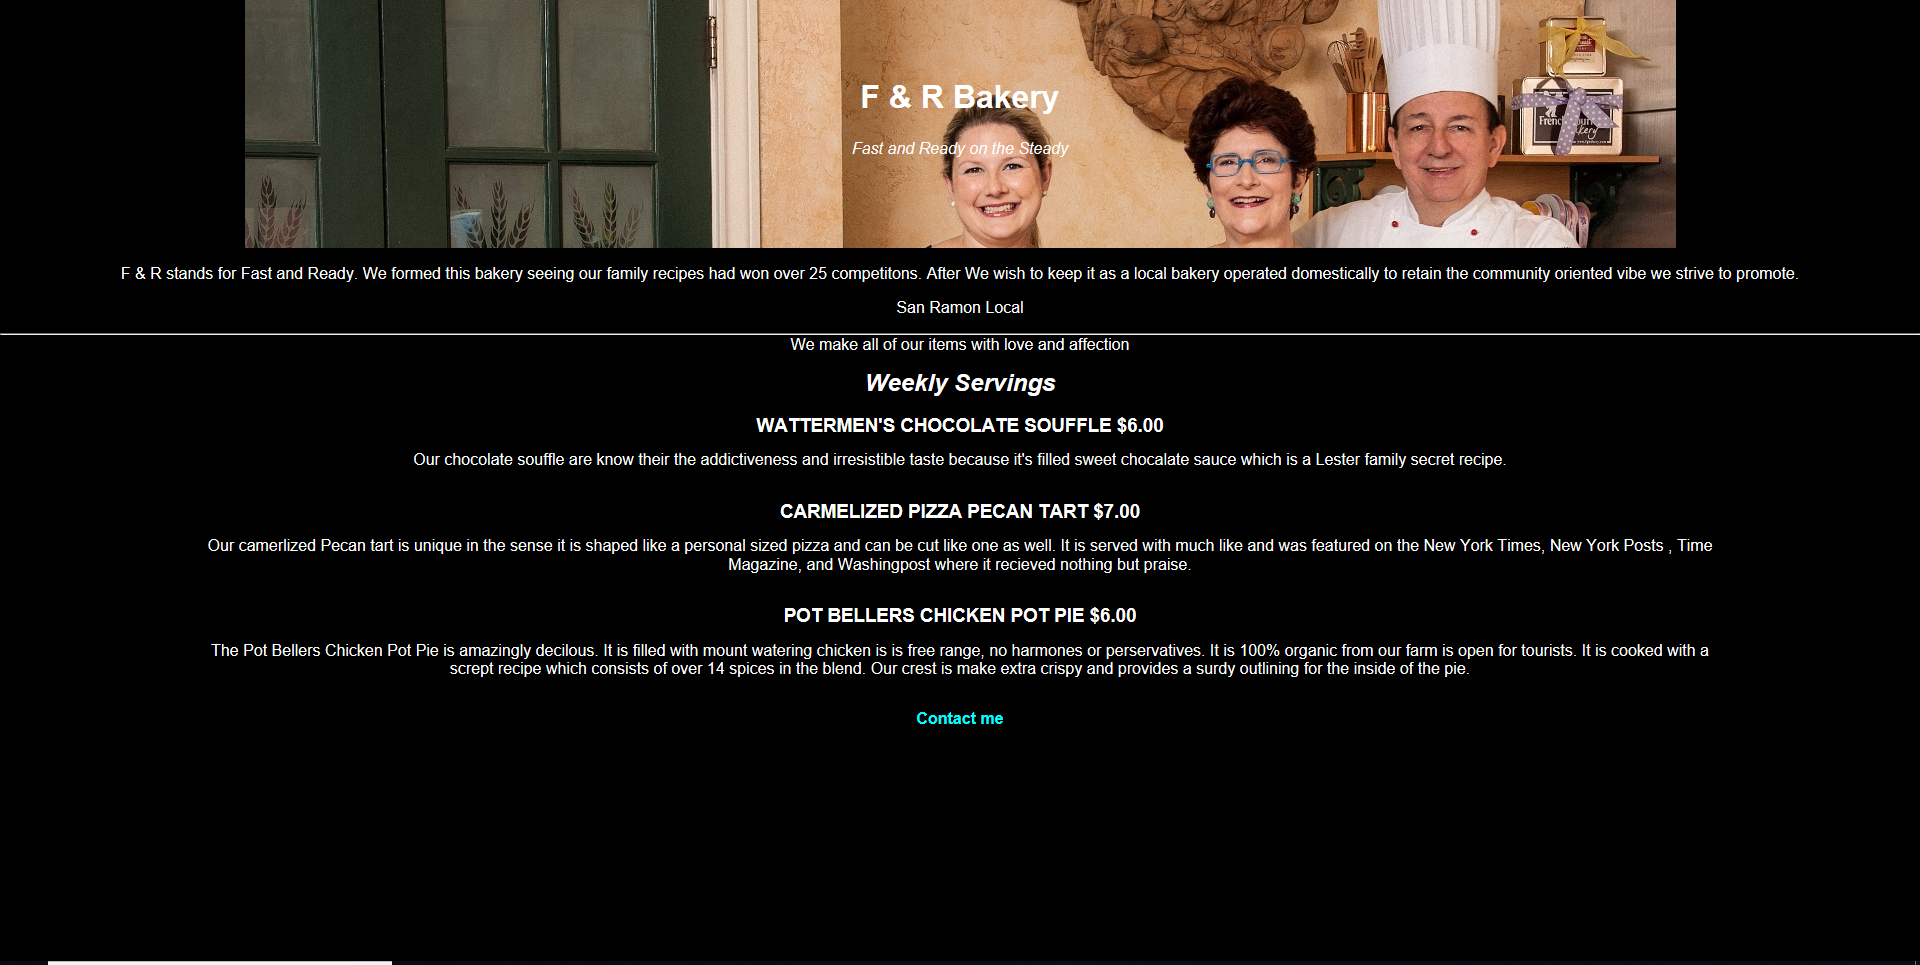 F & R Bakery
Fast and Ready on the Steady
F & R stands for Fast and Ready. We formed this bakery seeing our family recipes had won over 25 competitons. After We wish to keep it as a local bakery operated domestically to retain the community oriented vibe we strive to promote.
San Ramon Local
We make all of our items with love and affection
Weekly Servings
WATTERMEN'S CHOCOLATE SOUFFLE $6.00
Our chocolate souffle are know their the addictiveness and irresistible taste because it's filled sweet chocalate sauce which is a Lester family secret recipe.
CARMELIZED PIZZA PECAN TART $7.00
Our camerlized Pecan tart is unique in the sense it is shaped like a personal sized pizza and can be cut like one as well. It is served with much like and was featured on the New York Times, New York Posts , Time
Magazine, and Washingpost where it recieved nothing but praise.
POT BELLERS CHICKEN POT PIE $6.00
The Pot Bellers Chicken Pot Pie is amazingly decilous. It is filled with mount watering chicken is is free range, no harmones or perservatives. It is 100% organic from our farm is open for tourists. It is cooked with a
scrept recipe which consists of over 14 spices in the blend. Our crest is make extra crispy and provides a surdy outlining for the inside of the pie.
Contact me